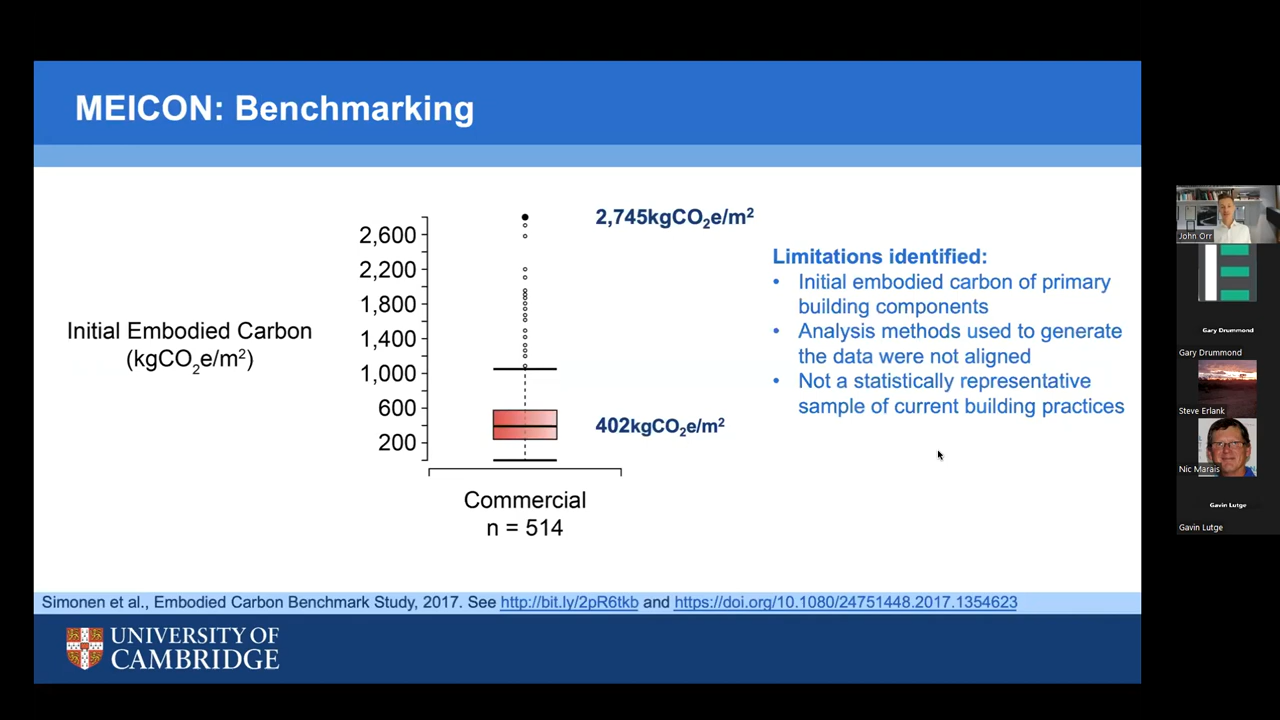 MEICON: Benchmarking
2,745kgCO₂e/m²
2,600
2,200
1,800
1,400
1,000
600
200
Initial Embodied Carbon
(kgCO₂e/m²)
402kgCO₂e/m²
Commercial
n = 514
Limitations identified:
• Initial embodied carbon of primary
building components
• Analysis methods used to generate
the data were not aligned
• Not a statistically representative
sample of current building practices
Simonen et al., Embodied Carbon Benchmark Study, 2017. See http://bit.ly/2pR6tkb and https://doi.org/10.1080/24751448.2017.1354623
UNIVERSITY OF
CAMBRIDGE
John Orr
Gary Drummond
Gary Drummond
Steve Erlank
Nic Marais
Gavin Lutge
Gavin Lutge